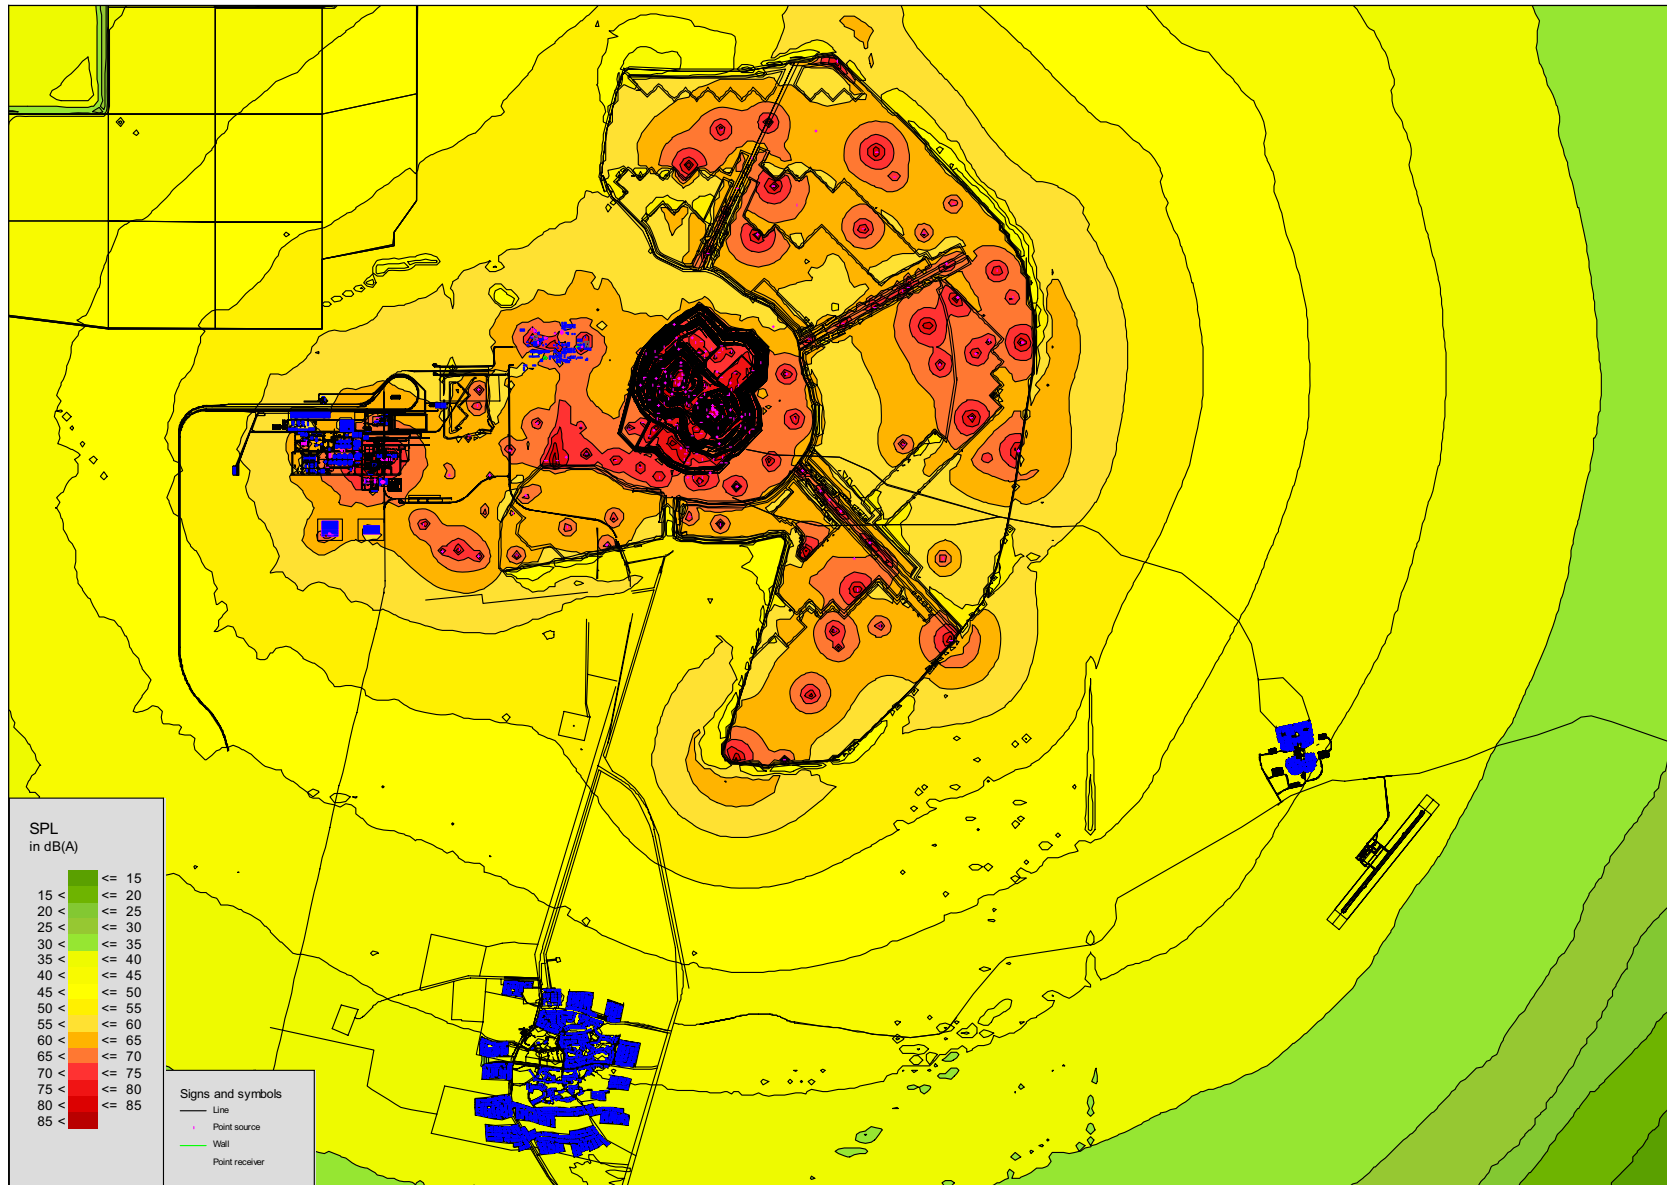 SPL
in dB(A)
<= 15
15 < <= 20
20 < <= 25
25 < <= 30
30 < <= 35
35 < <= 40
40 < <= 45
45 < <= 50
50 < <= 55
55 < <= 60
60 < <= 65
65 < <= 70
70 < <= 75
75 < <= 80
80 < <= 85
85 <
Signs and symbols
Line
Point source
Wall
Point receiver